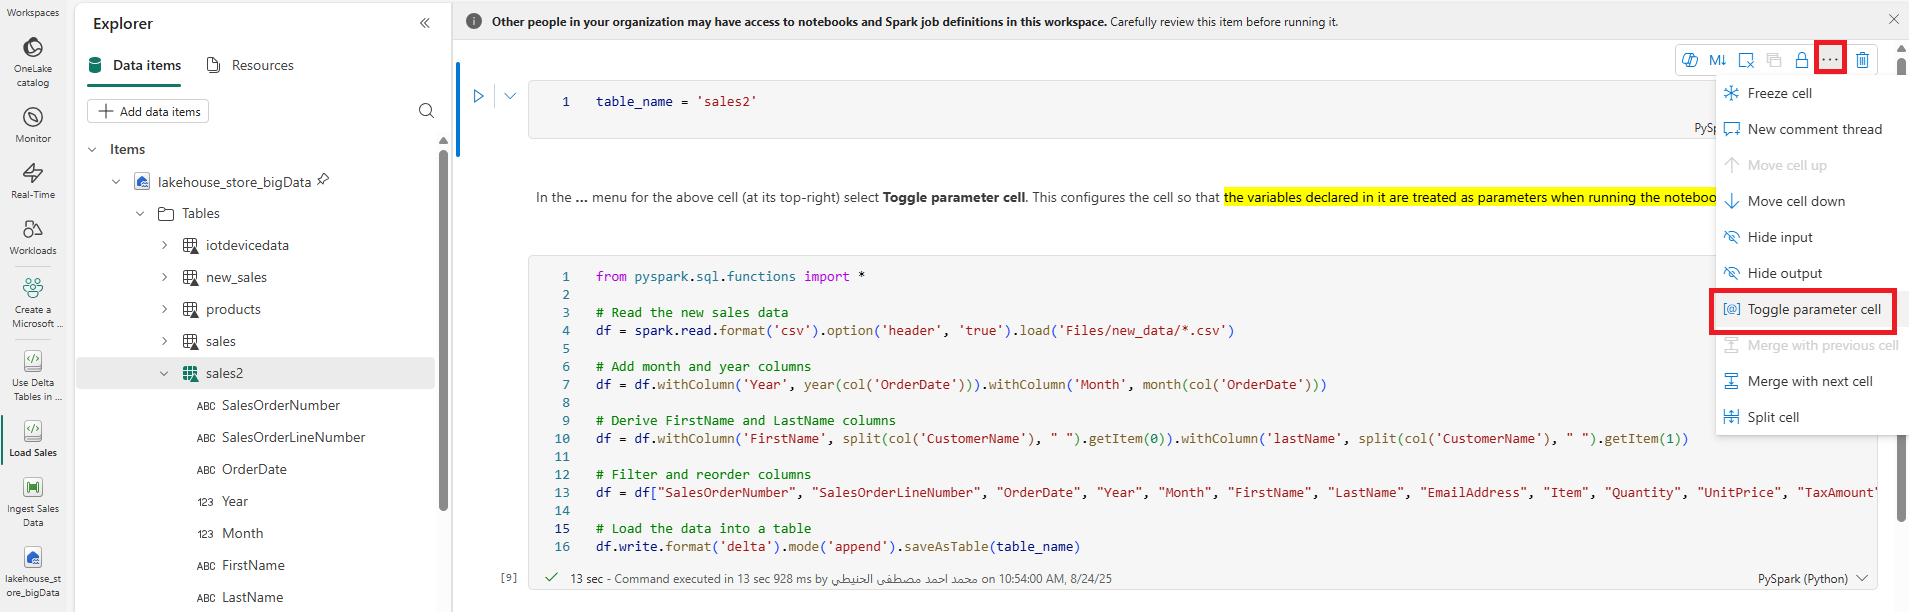 Workspaces
OneLake
catalog
Monitor
Real-Time
Workloads
Create a
Microsoft ...
Use Delta
Tables in ...
Load Sales
Ingest Sales
Data
lakehouse_st
ore_bigData
Explorer
Data items
Resources
Add data items
Items
lakehouse_store_bigData
Tables
iotdevicedata
new_sales
products
sales
sales2
ABC SalesOrderNumber
ABC SalesOrderLineNumber
ABC OrderDate
123 Year
123 Month
ABC FirstName
ABC LastName
Other people in your organization may have access to notebooks and Spark job definitions in this workspace. Carefully review this item before running it.
M↓ ...
1 table_name = 'sales2'
PySp
In the ... menu for the above cell (at its top-right) select Toggle parameter cell. This configures the cell so that the variables declared in it are treated as parameters when running the noteboo
1 from pyspark.sql.functions import *
2
3 # Read the new sales data
4 df = spark.read.format('csv').option('header', 'true').load('Files/new_data/*.csv')
5
6 # Add month and year columns
7 df = df.withColumn('Year', year(col('OrderDate'))).withColumn('Month', month(col('OrderDate')))
8
9 # Derive FirstName and LastName columns
10 df = df.withColumn('FirstName', split(col('CustomerName'), " ").getItem(0)).withColumn('lastName', split(col('CustomerName'), " ").getItem(1))
11
12 # Filter and reorder columns
13 df = df["SalesOrderNumber", "SalesOrderLineNumber", "OrderDate", "Year", "Month", "FirstName", "LastName", "EmailAddress", "Item", "Quantity", "UnitPrice", "TaxAmount"
14
15 # Load the data into a table
16 df.write.format('delta').mode('append').saveAsTable(table_name)
[9] 13 sec - Command executed in 13 sec 928 ms by محمد احمد مصطفى الحنيطي on 10:54:00 AM, 8/24/25
PySpark (Python)
Freeze cell
New comment thread
Move cell up
Move cell down
Hide input
Hide output
[@] Toggle parameter cell
Merge with previous cell
Merge with next cell
Split cell